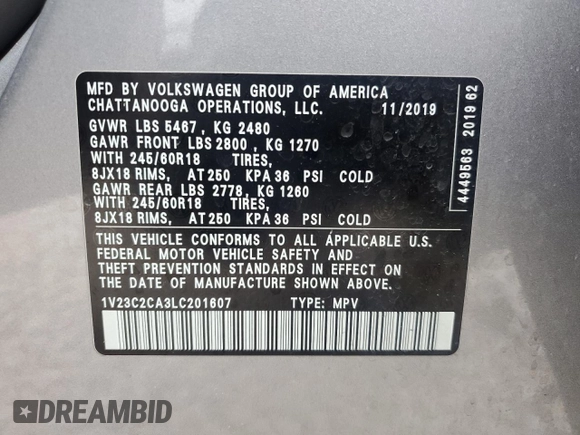 MFD BY VOLKSWAGEN GROUP OF AMERICA
CHATTANOOGA OPERATIONS, LLC. 11/2019
GVWR LBS 5467 , KG 2480
GAWR FRONT LBS 2800 , KG 1270
WITH 245/60R18 TIRES,
8JX18 RIMS, AT 250 KPA 36 PSI COLD
GAWR REAR LBS 2778, KG 1260
WITH 245/60R18 TIRES,
8JX18 RIMS, AT 250 KPA 36 PSI COLD
THIS VEHICLE CONFORMS TO ALL APPLICABLE U.S.
FEDERAL MOTOR VEHICLE SAFETY AND
THEFT PREVENTION STANDARDS IN EFFECT ON
THE DATE OF MANUFACTURE SHOWN ABOVE.
1V23C2CA3LC201607 TYPE: MPV
4449563 2019 62
DREAMBID